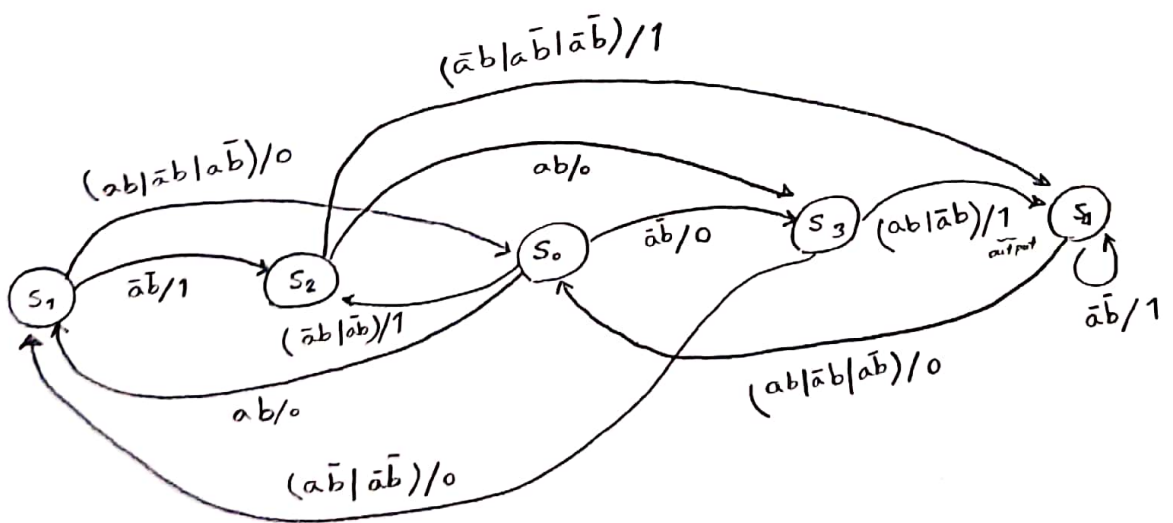 (āb|ab̄|āb̄)/1
(ab|āb|ab̄)/0
ab/0
S₁
āb̄/1
S₂
(āb|āb̄)/1
S₀
āb̄/0
S₃
(ab|āb)/1
output
S₄
āb̄/1
(ab|āb|ab̄)/0
ab/0
(ab̄|āb̄)/0